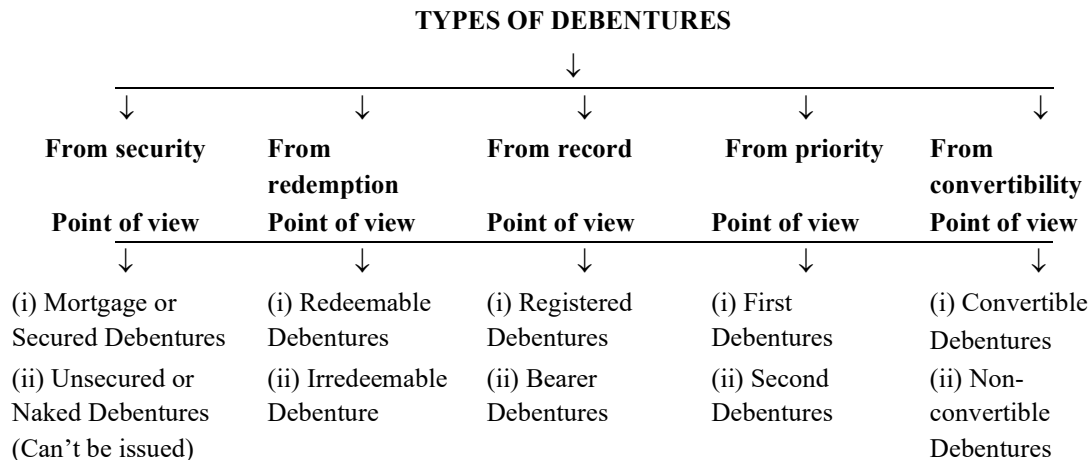 TYPES OF DEBENTURES
↓
↓ ↓ ↓ ↓ ↓
From security
From
redemption
From record
From priority
From
convertibility
Point of view
Point of view
Point of view
Point of view
Point of view
↓ ↓ ↓ ↓ ↓
(i) Mortgage or
Secured Debentures
(ii) Unsecured or
Naked Debentures
(Can’t be issued)
(i) Redeemable
Debentures
(ii) Irredeemable
Debenture
(i) Registered
Debentures
(ii) Bearer
Debentures
(i) First
Debentures
(ii) Second
Debentures
(i) Convertible
Debentures
(ii) Non-
convertible
Debentures